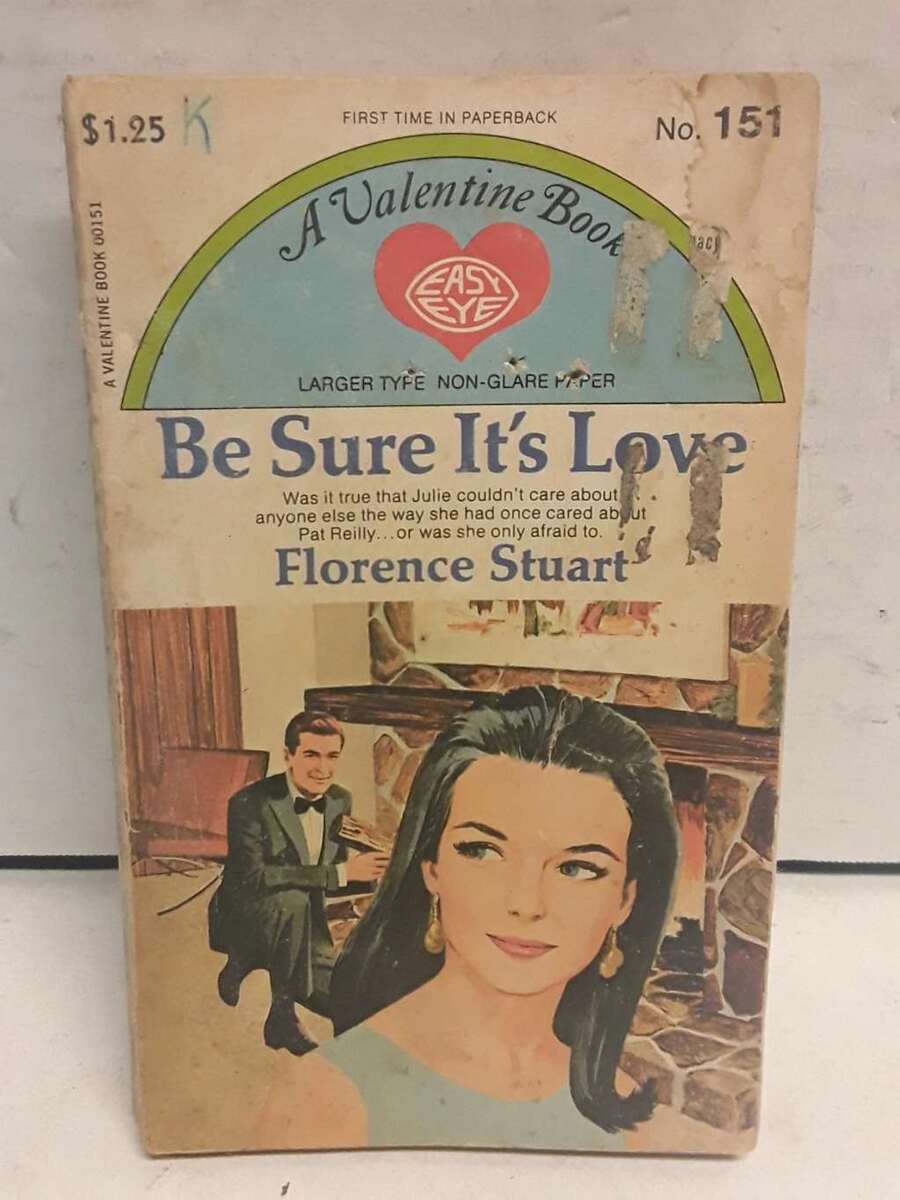 $1.25 K
FIRST TIME IN PAPERBACK
No. 151
A VALENTINE BOOK 00151
A Valentine Book
EASY
EYE
LARGER TYPE NON-GLARE PAPER
Be Sure It's Love
Was it true that Julie couldn't care about
anyone else the way she had once cared about
Pat Reilly...or was she only afraid to.
Florence Stuart